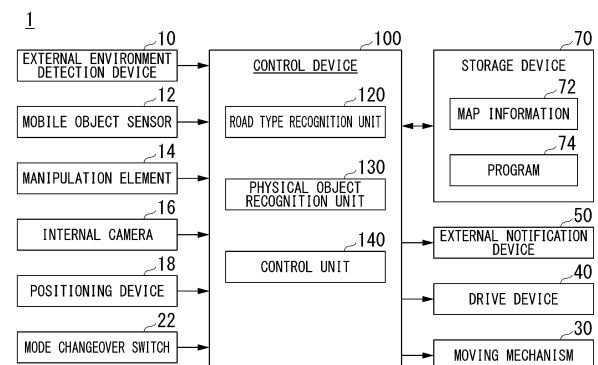 1
10
EXTERNAL ENVIRONMENT
DETECTION DEVICE
12
MOBILE OBJECT SENSOR
14
MANIPULATION ELEMENT
16
INTERNAL CAMERA
18
POSITIONING DEVICE
22
MODE CHANGEOVER SWITCH
100
CONTROL DEVICE
120
ROAD TYPE RECOGNITION UNIT
130
PHYSICAL OBJECT
RECOGNITION UNIT
140
CONTROL UNIT
70
STORAGE DEVICE
72
MAP INFORMATION
74
PROGRAM
50
EXTERNAL NOTIFICATION
DEVICE
40
DRIVE DEVICE
30
MOVING MECHANISM